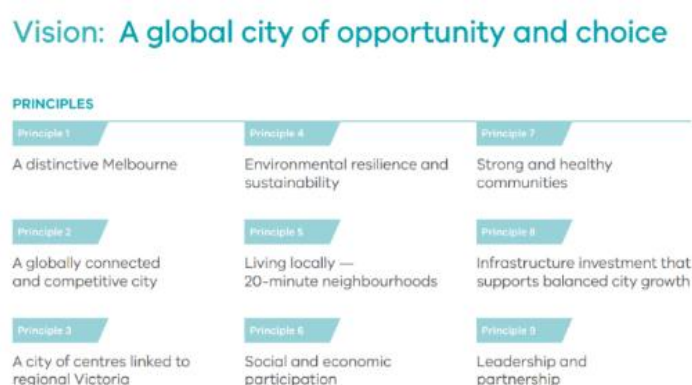 Vision: A global city of opportunity and choice
PRINCIPLES
Principle 1
A distinctive Melbourne
Principle 2
A globally connected
and competitive city
Principle 3
A city of centres linked to
regional Victoria
Principle 4
Environmental resilience and
sustainability
Principle 5
Living locally —
20-minute neighbourhoods
Principle 6
Social and economic
participation
Principle 7
Strong and healthy
communities
Principle 8
Infrastructure investment that
supports balanced city growth
Principle 9
Leadership and
partnership